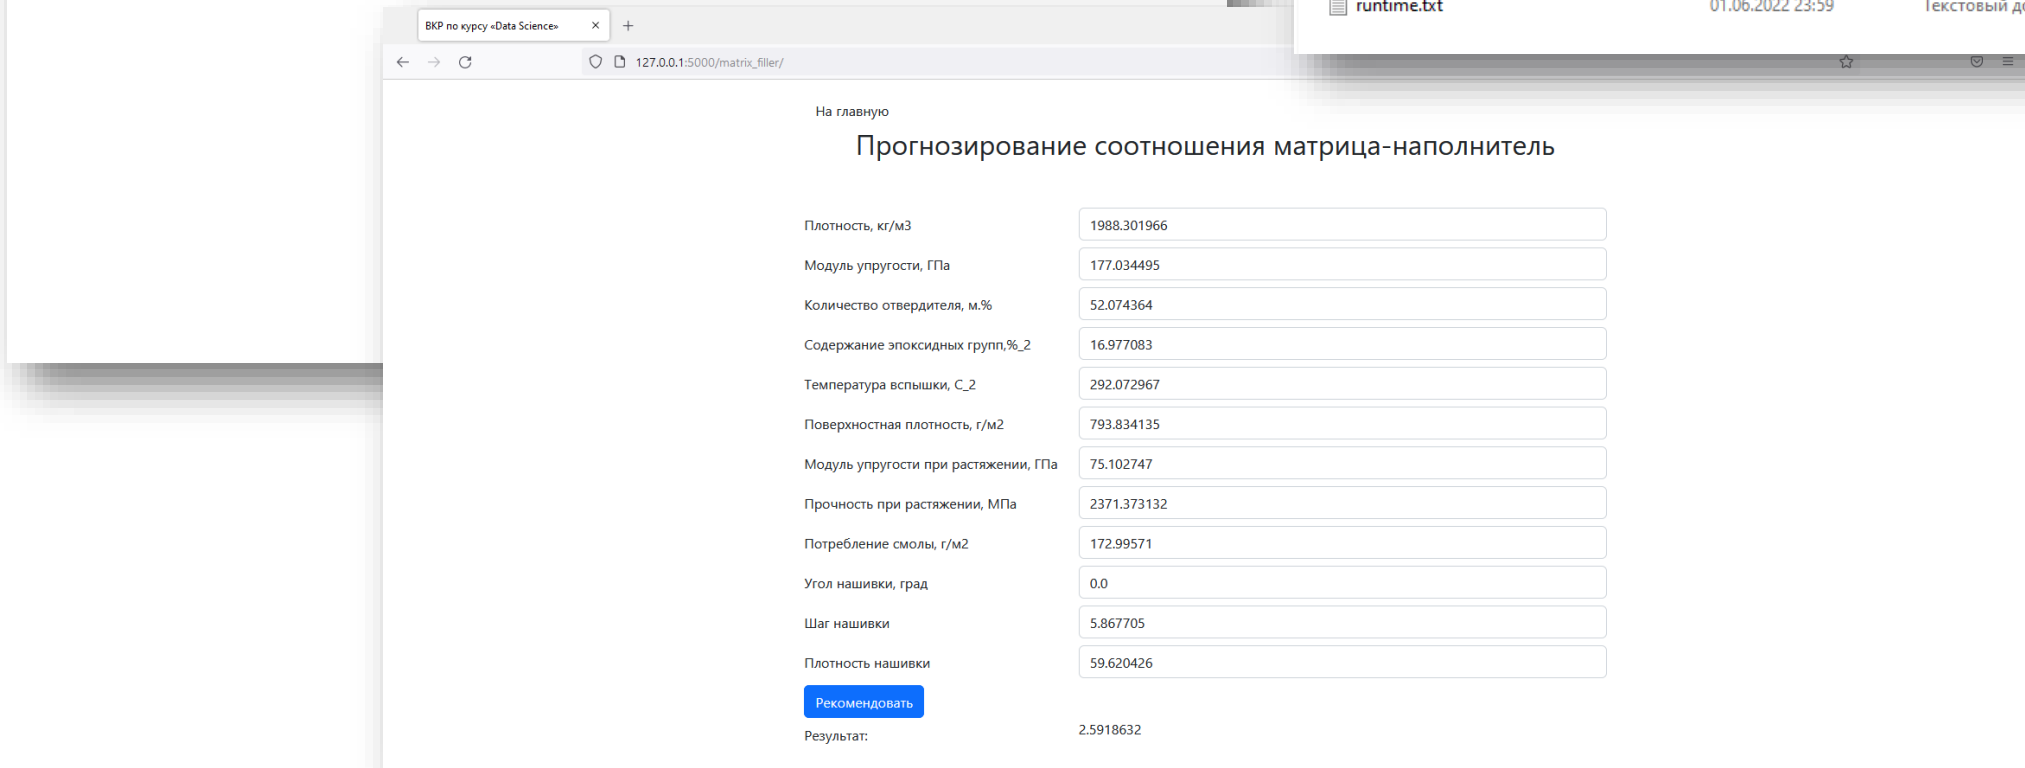 runtime.txt 01.06.2022 23:59 Текстовый
ВКР по курсу «Data Science»
127.0.0.1:5000/matrix_filler/
На главную
Прогнозирование соотношения матрица-наполнитель
Плотность, кг/м3 1988.301966
Модуль упругости, ГПа 177.034495
Количество отвердителя, м.% 52.074364
Содержание эпоксидных групп,%_2 16.977083
Температура вспышки, С_2 292.072967
Поверхностная плотность, г/м2 793.834135
Модуль упругости при растяжении, ГПа 75.102747
Прочность при растяжении, МПа 2371.373132
Потребление смолы, г/м2 172.99571
Угол нашивки, град 0.0
Шаг нашивки 5.867705
Плотность нашивки 59.620426
Рекомендовать
Результат: 2.5918632